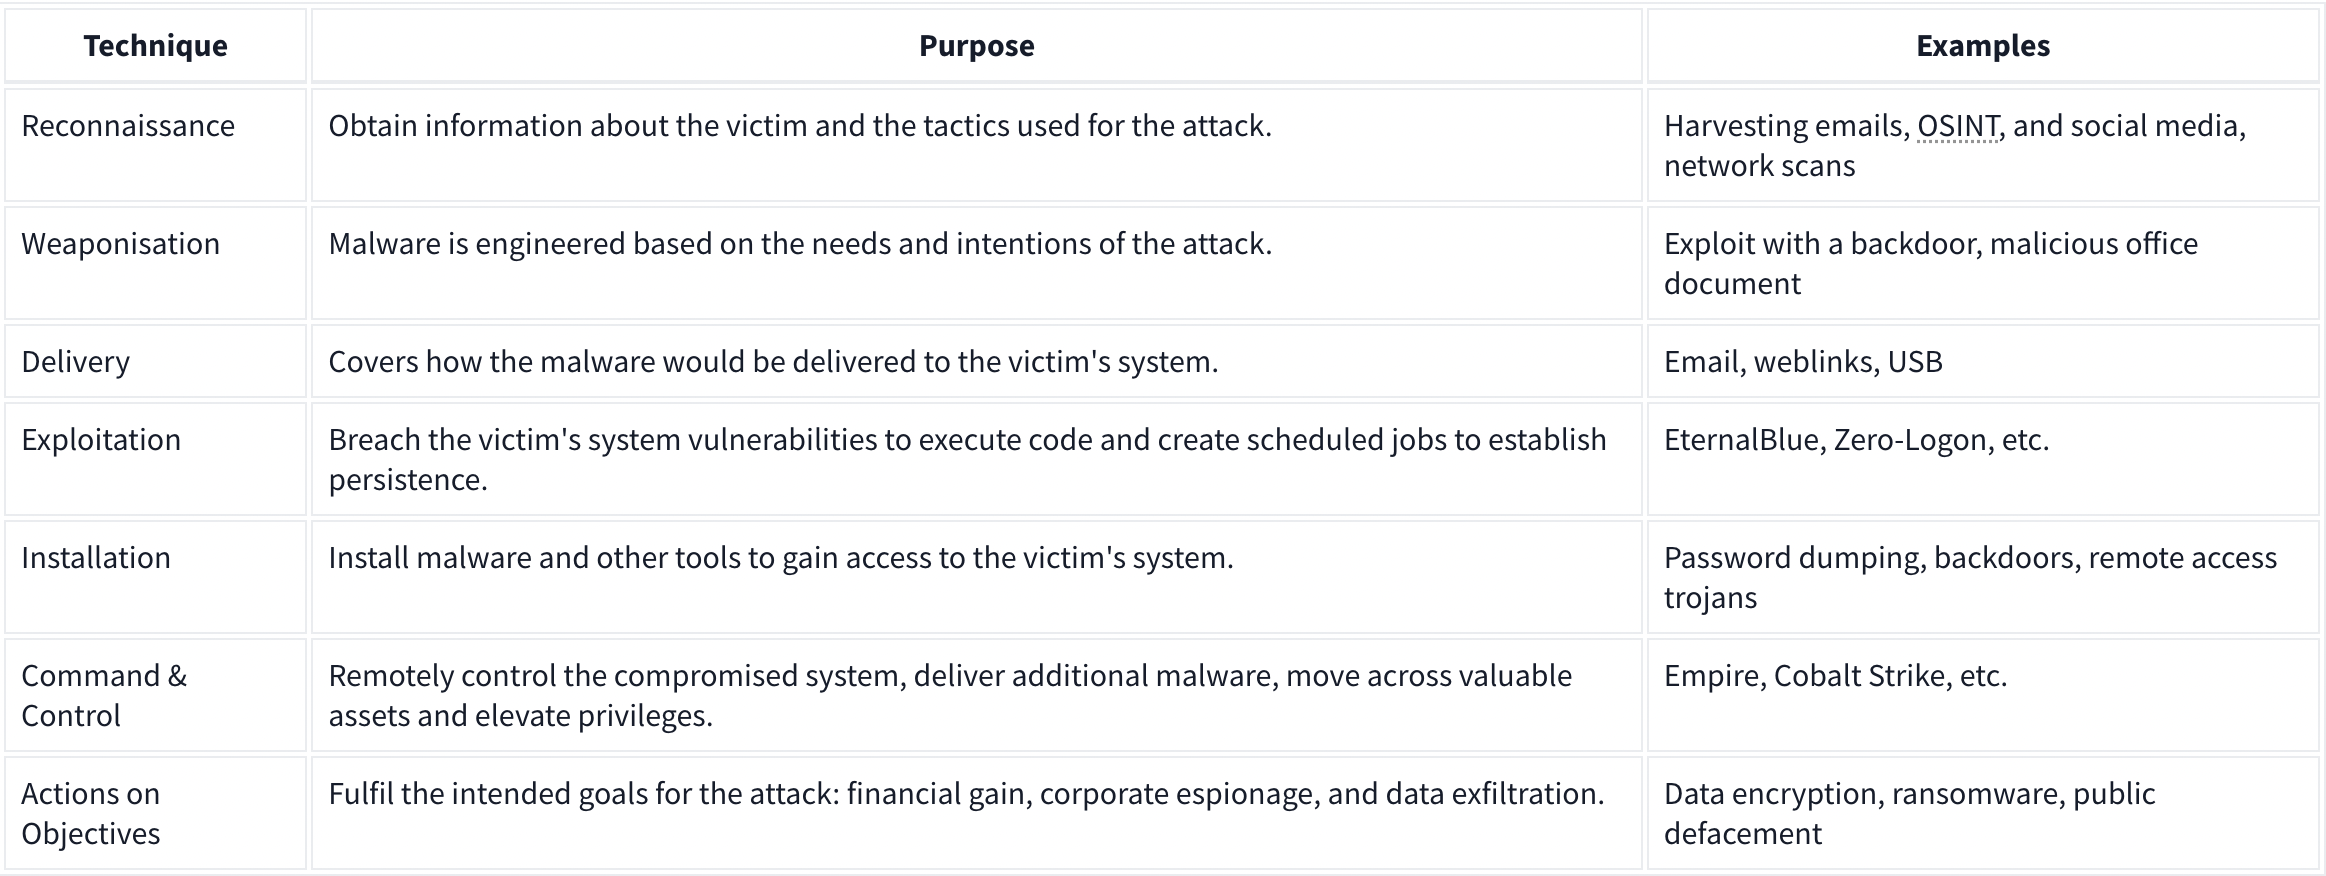 Technique
Purpose
Examples
Reconnaissance
Obtain information about the victim and the tactics used for the attack.
Harvesting emails, OSINT, and social media,
network scans
Weaponisation
Malware is engineered based on the needs and intentions of the attack.
Exploit with a backdoor, malicious office
document
Delivery
Covers how the malware would be delivered to the victim's system.
Email, weblinks, USB
Exploitation
Breach the victim's system vulnerabilities to execute code and create scheduled jobs to establish
persistence.
EternalBlue, Zero-Logon, etc.
Installation
Install malware and other tools to gain access to the victim's system.
Password dumping, backdoors, remote access
trojans
Command &
Control
Remotely control the compromised system, deliver additional malware, move across valuable
assets and elevate privileges.
Empire, Cobalt Strike, etc.
Actions on
Objectives
Fulfil the intended goals for the attack: financial gain, corporate espionage, and data exfiltration.
Data encryption, ransomware, public
defacement